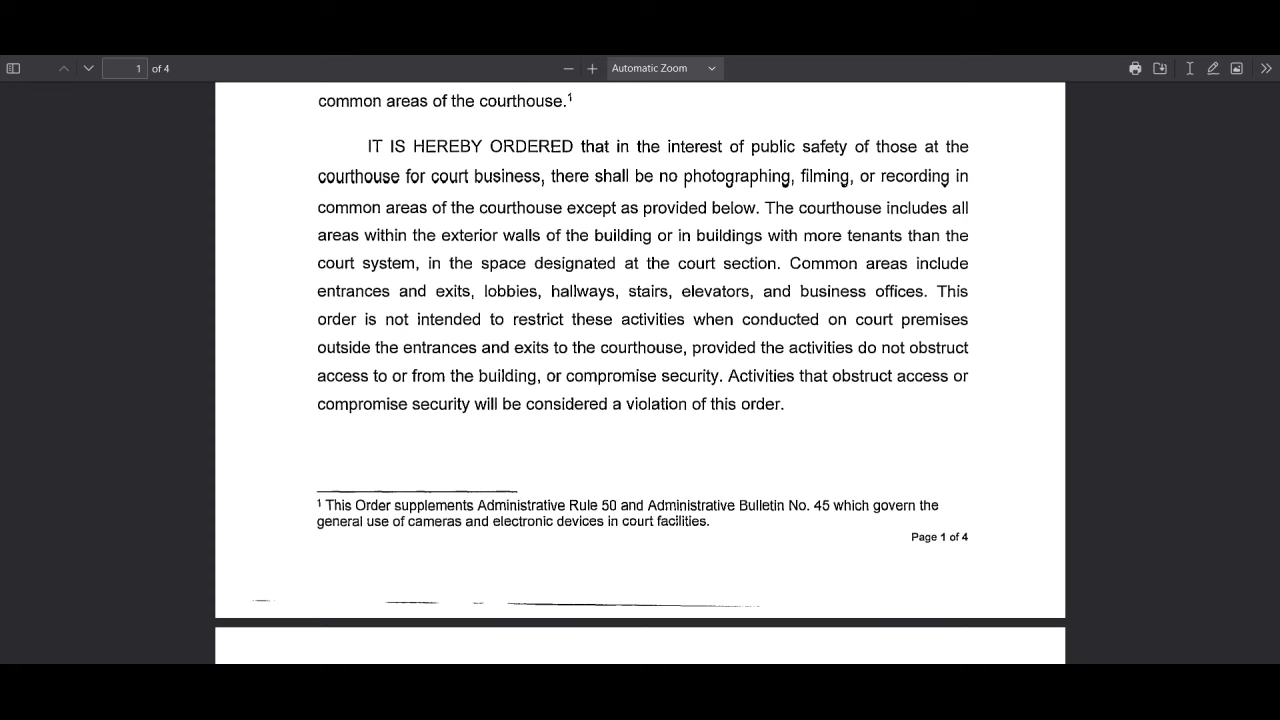 1 of 4
Automatic Zoom
common areas of the courthouse.¹
IT IS HEREBY ORDERED that in the interest of public safety of those at the
courthouse for court business, there shall be no photographing, filming, or recording in
common areas of the courthouse except as provided below. The courthouse includes all
areas within the exterior walls of the building or in buildings with more tenants than the
court system, in the space designated at the court section. Common areas include
entrances and exits, lobbies, hallways, stairs, elevators, and business offices. This
order is not intended to restrict these activities when conducted on court premises
outside the entrances and exits to the courthouse, provided the activities do not obstruct
access to or from the building, or compromise security. Activities that obstruct access or
compromise security will be considered a violation of this order.
¹ This Order supplements Administrative Rule 50 and Administrative Bulletin No. 45 which govern the
general use of cameras and electronic devices in court facilities.
Page 1 of 4